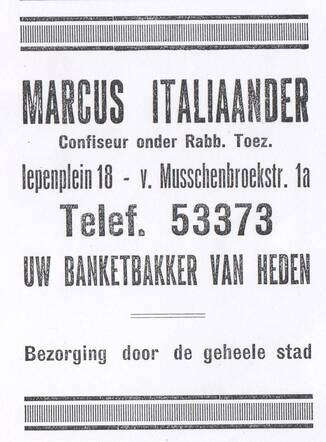 MARCUS ITALIAANDER
Confiseur onder Rabb. Toez.
Iepenplein 18 - v. Musschenbroekstr. 1a
Telef. 53373
UW BANKETBAKKER VAN HEDEN
Bezorging door de geheele stad